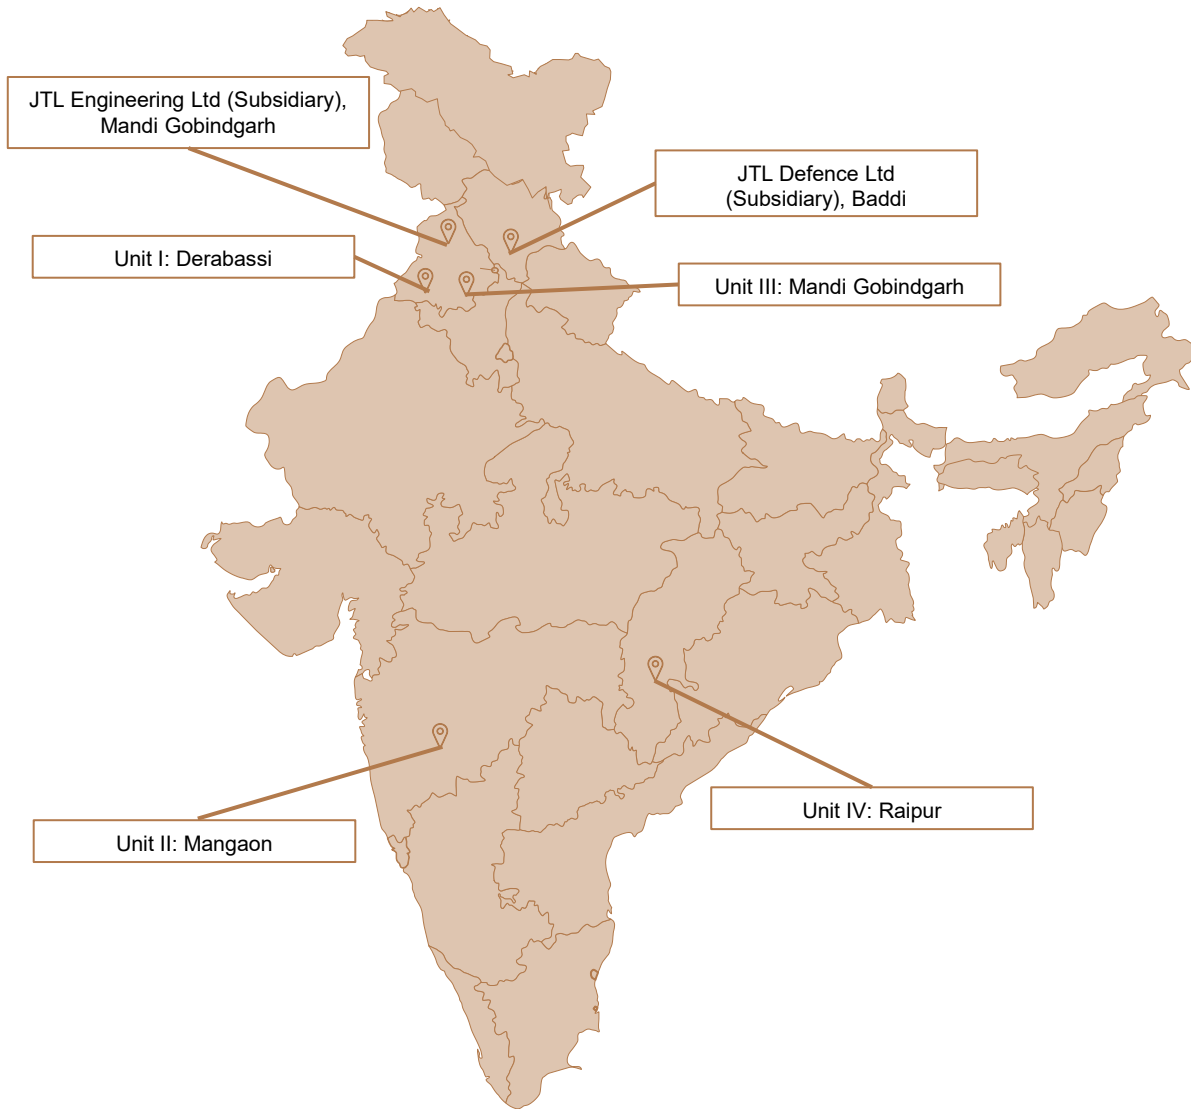 JTL Engineering Ltd (Subsidiary),
Mandi Gobindgarh
JTL Defence Ltd
(Subsidiary), Baddi
Unit I: Derabassi
Unit III: Mandi Gobindgarh
Unit IV: Raipur
Unit II: Mangaon